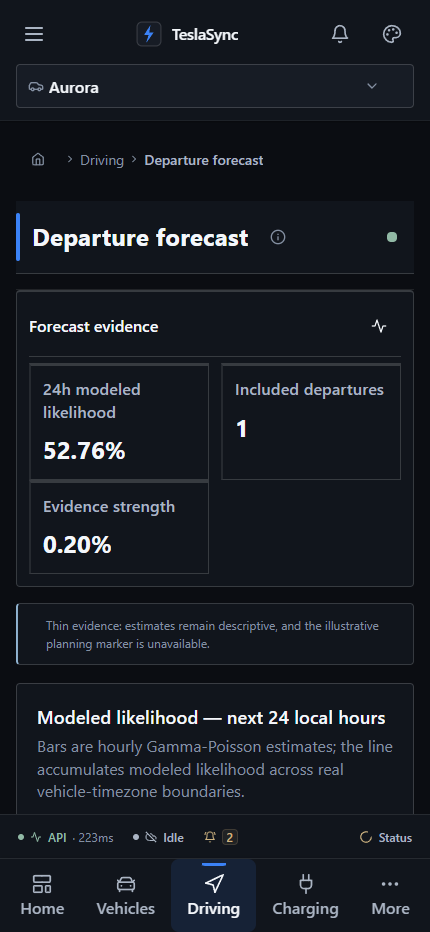 TeslaSync
Aurora
Driving
Departure forecast
Departure forecast
Forecast evidence
24h modeled
likelihood
52.76%
Included departures
1
Evidence strength
0.20%
Thin evidence: estimates remain descriptive, and the illustrative
planning marker is unavailable.
Modeled likelihood — next 24 local hours
Bars are hourly Gamma-Poisson estimates; the line
accumulates modeled likelihood across real
vehicle-timezone boundaries.
API · 223ms
Idle
2
Status
Home
Vehicles
Driving
Charging
More